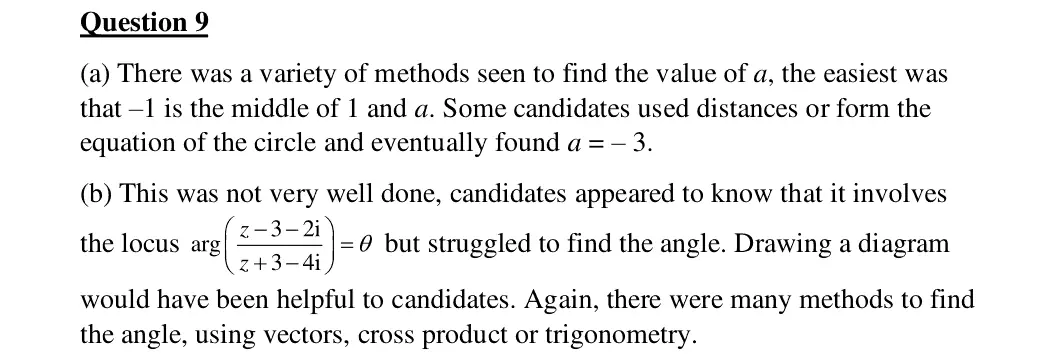 Question 9
(a) There was a variety of methods seen to find the value of a, the easiest was
that –1 is the middle of 1 and a. Some candidates used distances or form the
equation of the circle and eventually found a = – 3.
(b) This was not very well done, candidates appeared to know that it involves
the locus arg((z – 3 – 2i)/(z + 3 – 4i)) = θ but struggled to find the angle. Drawing a diagram
would have been helpful to candidates. Again, there were many methods to find
the angle, using vectors, cross product or trigonometry.